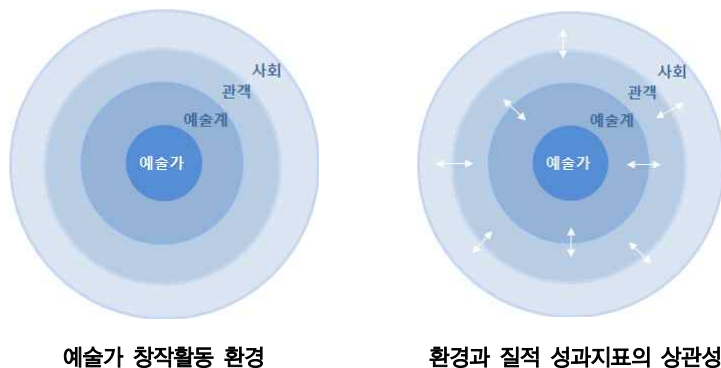 사회
관객
예술계
예술가
사회
관객
예술계
예술가
예술가 창작활동 환경
환경과 질적 성과지표의 상관성